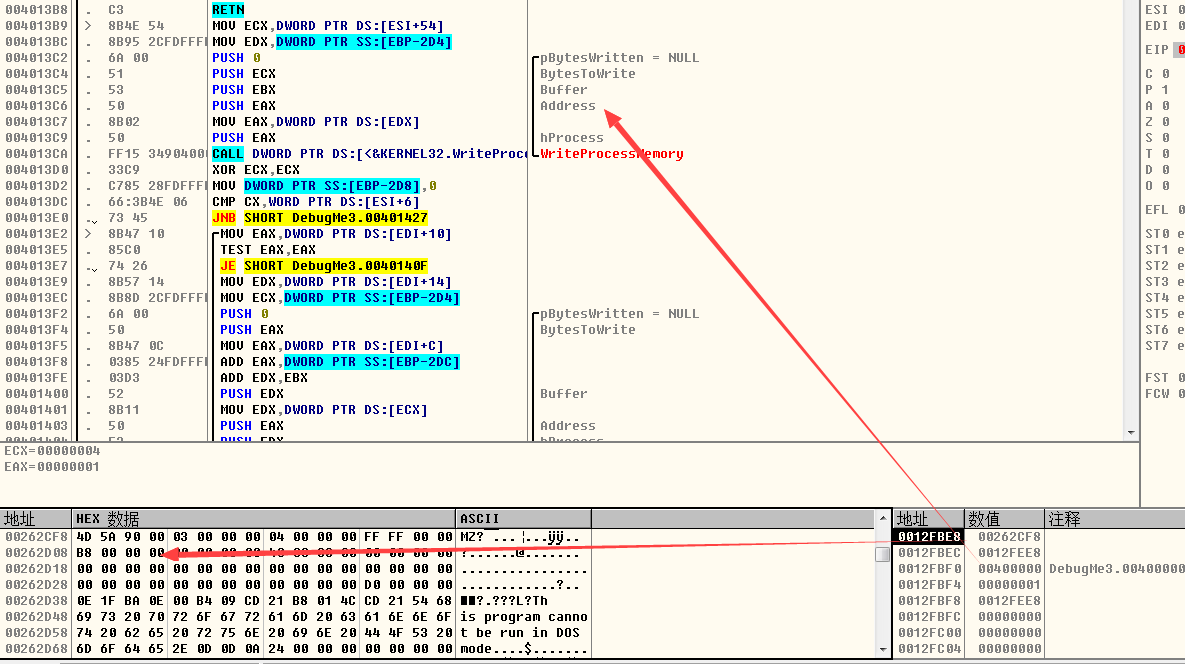 004013B8 . C3 RETN
004013B9 > 8B4E 54 MOV ECX,DWORD PTR DS:[ESI+54]
004013BC . 8B95 2CFDFFF MOV EDX,DWORD PTR SS:[EBP-2D4]
004013C2 . 6A 00 PUSH 0 pBytesWritten = NULL
004013C4 . 51 PUSH ECX BytesToWrite
004013C5 . 53 PUSH EBX Buffer
004013C6 . 50 PUSH EAX Address
004013C7 . 8B02 MOV EAX,DWORD PTR DS:[EDX]
004013C9 . 50 PUSH EAX hProcess
004013CA . FF15 3490400 CALL DWORD PTR DS:[<&KERNEL32.WriteProc WriteProcessMemory
004013D0 . 33C9 XOR ECX,ECX
004013D2 . C785 28FDFFF MOV DWORD PTR SS:[EBP-2D8],0
004013DC . 66:3B4E 06 CMP CX,WORD PTR DS:[ESI+6]
004013E0 . 73 45 JNB SHORT DebugMe3.00401427
004013E2 > 8B47 10 MOV EAX,DWORD PTR DS:[EDI+10]
004013E5 . 85C0 TEST EAX,EAX
004013E7 . 74 26 JE SHORT DebugMe3.0040140F
004013E9 . 8B57 14 MOV EDX,DWORD PTR DS:[EDI+14]
004013EC . 8B8D 2CFDFFF MOV ECX,DWORD PTR SS:[EBP-2D4]
004013F2 . 6A 00 PUSH 0 pBytesWritten = NULL
004013F4 . 50 PUSH EAX BytesToWrite
004013F5 . 8B47 0C MOV EAX,DWORD PTR DS:[EDI+C]
004013F8 . 0385 24FDFFF ADD EAX,DWORD PTR SS:[EBP-2DC]
004013FE . 03D3 ADD EDX,EBX
00401400 . 52 PUSH EDX Buffer
00401401 . 8B11 MOV EDX,DWORD PTR DS:[ECX]
00401403 . 50 PUSH EAX Address
ESI 0
EDI 0
EIP 0
C 0
P 1
A 0
Z 0
S 0
T 0
D 0
O 0
EFL 0
ST0 e
ST1 e
ST2 e
ST3 e
ST4 e
ST5 e
ST6 e
ST7 e
FST 0
FCW 0
ECX=00000004
EAX=00000001
地址 HEX 数据 ASCII
00262CF8 4D 5A 90 00 03 00 00 00 04 00 00 00 FF FF 00 00
00262D08 B8 00 00 00
00262D18 00 00 00 00 00 00 00 00 00 00 00 00 00 00 00 00 ................
00262D28 00 00 00 00 00 00 00 00 00 00 00 00 D0 00 00 00 ............?...
00262D38 0E 1F BA 0E 00 B4 09 CD 21 B8 01 4C CD 21 54 68 ?.???L?Th
00262D48 69 73 20 70 72 6F 67 72 61 6D 20 63 61 6E 6E 6F is program canno
00262D58 74 20 62 65 20 72 75 6E 20 69 6E 20 44 4F 53 20 t be run in DOS
00262D68 6D 6F 64 65 2E 0D 0D 0A 24 00 00 00 00 00 00 00 mode....$.......
地址 数值 注释
0012FBE8 00262CF8
0012FBEC 0012FEE8
0012FBF0 00400000 DebugMe3.00400000
0012FBF4 00000001
0012FBF8 0012FEE8
0012FBFC 00000000
0012FC00 00000000
0012FC04 00000000